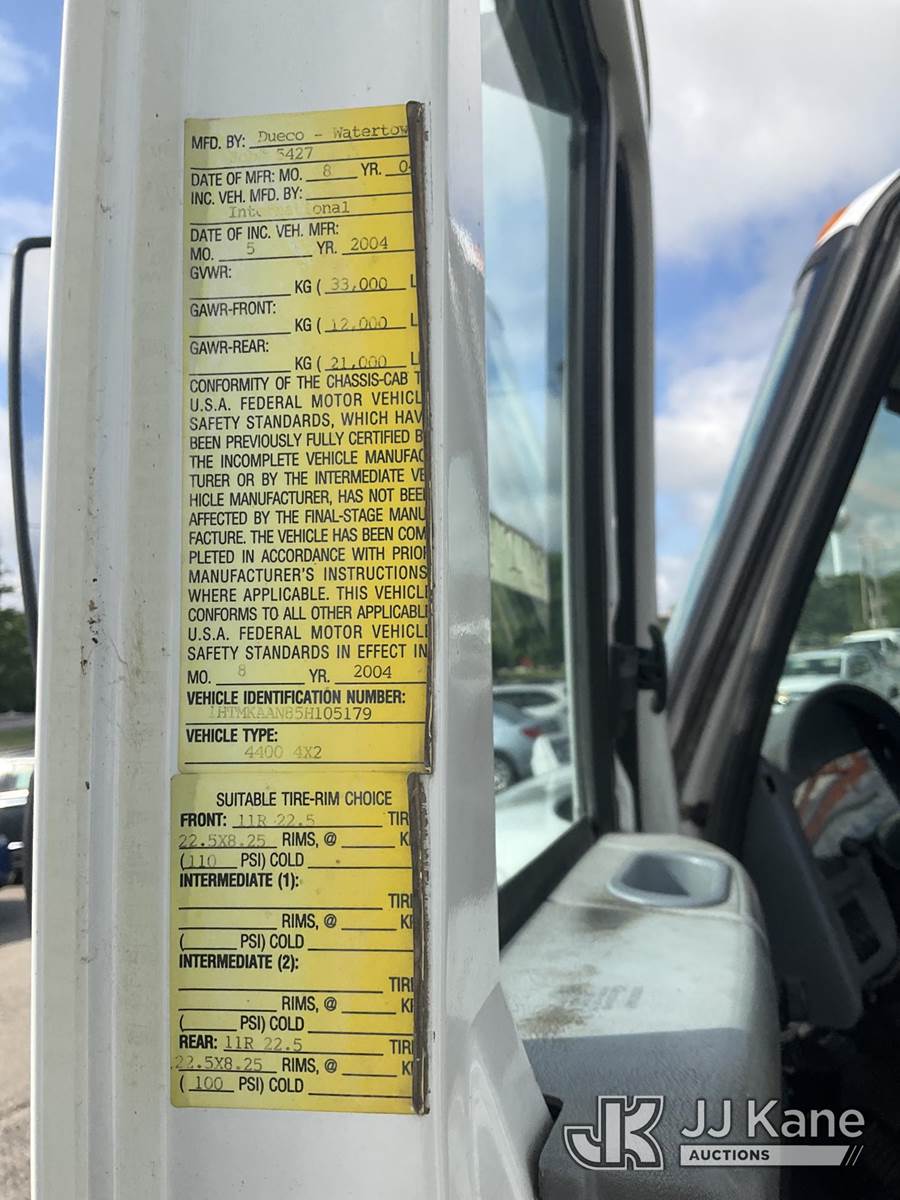 MFD. BY: Dueco - Watertow
5427
DATE OF MFR: MO. 8 YR. 04
INC. VEH. MFD. BY:
International
DATE OF INC. VEH. MFR:
MO. 5 YR. 2004
GVWR:
KG ( 33,000 L
GAWR-FRONT:
KG ( 12,000 L
GAWR-REAR:
KG ( 21,000 L
CONFORMITY OF THE CHASSIS-CAB T
U.S.A. FEDERAL MOTOR VEHICL
SAFETY STANDARDS, WHICH HAV
BEEN PREVIOUSLY FULLY CERTIFIED B
THE INCOMPLETE VEHICLE MANUFAC
TURER OR BY THE INTERMEDIATE VE
HICLE MANUFACTURER, HAS NOT BEE
AFFECTED BY THE FINAL-STAGE MANU
FACTURE. THE VEHICLE HAS BEEN COM
PLETED IN ACCORDANCE WITH PRIOR
MANUFACTURER'S INSTRUCTIONS
WHERE APPLICABLE. THIS VEHICL
CONFORMS TO ALL OTHER APPLICABL
U.S.A. FEDERAL MOTOR VEHICL
SAFETY STANDARDS IN EFFECT IN
MO. 8 YR. 2004
VEHICLE IDENTIFICATION NUMBER:
1HTMKAAN85H105179
VEHICLE TYPE:
4400 4X2
SUITABLE TIRE-RIM CHOICE
FRONT: 11R 22.5 TIR
22.5X8.25 RIMS, @ K
(110 PSI) COLD
INTERMEDIATE (1):
TIRE
RIMS, @ KP
( PSI) COLD
INTERMEDIATE (2):
TIRE
RIMS, @ KP
( PSI) COLD
REAR: 11R 22.5 TIR
22.5X8.25 RIMS, @ K
( 100 PSI) COLD
JK JJ Kane
AUCTIONS